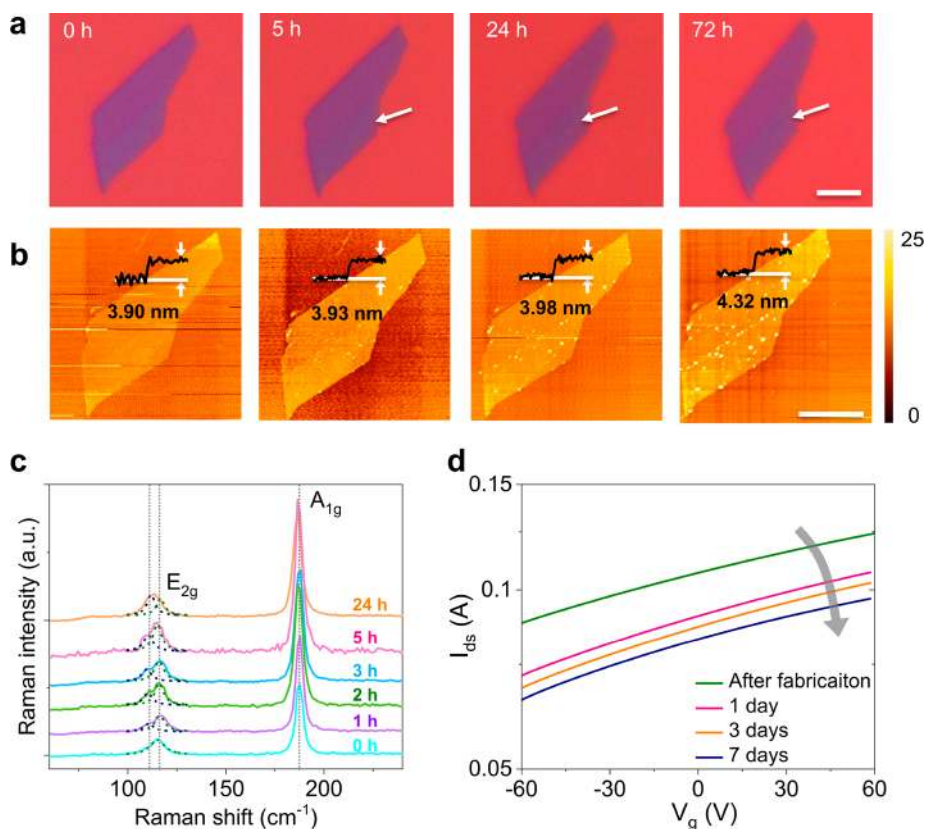 a
0 h
5 h
24 h
72 h
b
3.90 nm
3.93 nm
3.98 nm
4.32 nm
25
0
c
Raman intensity (a.u.)
E2g
A1g
24 h
5 h
3 h
2 h
1 h
0 h
100
150
200
Raman shift (cm⁻¹)
d
Ids (A)
0.15
0.1
0.05
After fabricaiton
1 day
3 days
7 days
-60
-30
0
30
60
Vg (V)